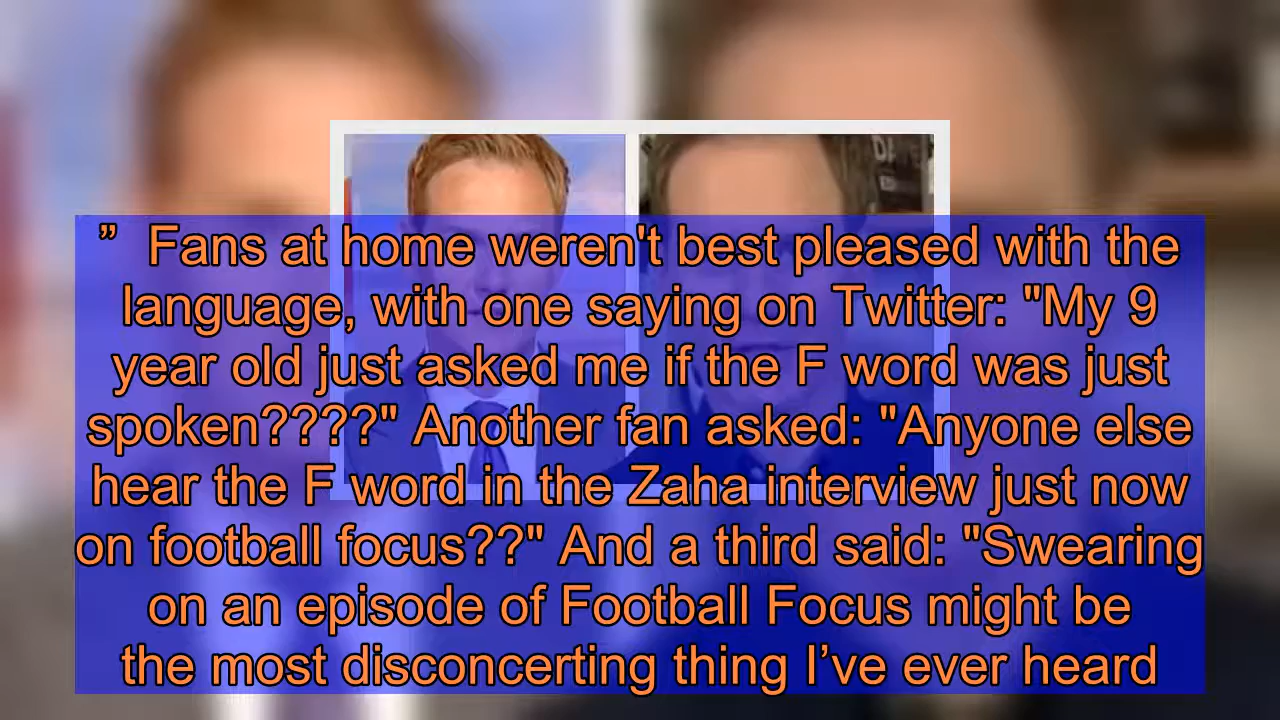 ”  Fans at home weren't best pleased with the
language, with one saying on Twitter: "My 9
year old just asked me if the F word was just
spoken????" Another fan asked: "Anyone else
hear the F word in the Zaha interview just now
on football focus??" And a third said: "Swearing
on an episode of Football Focus might be
the most disconcerting thing I’ve ever heard